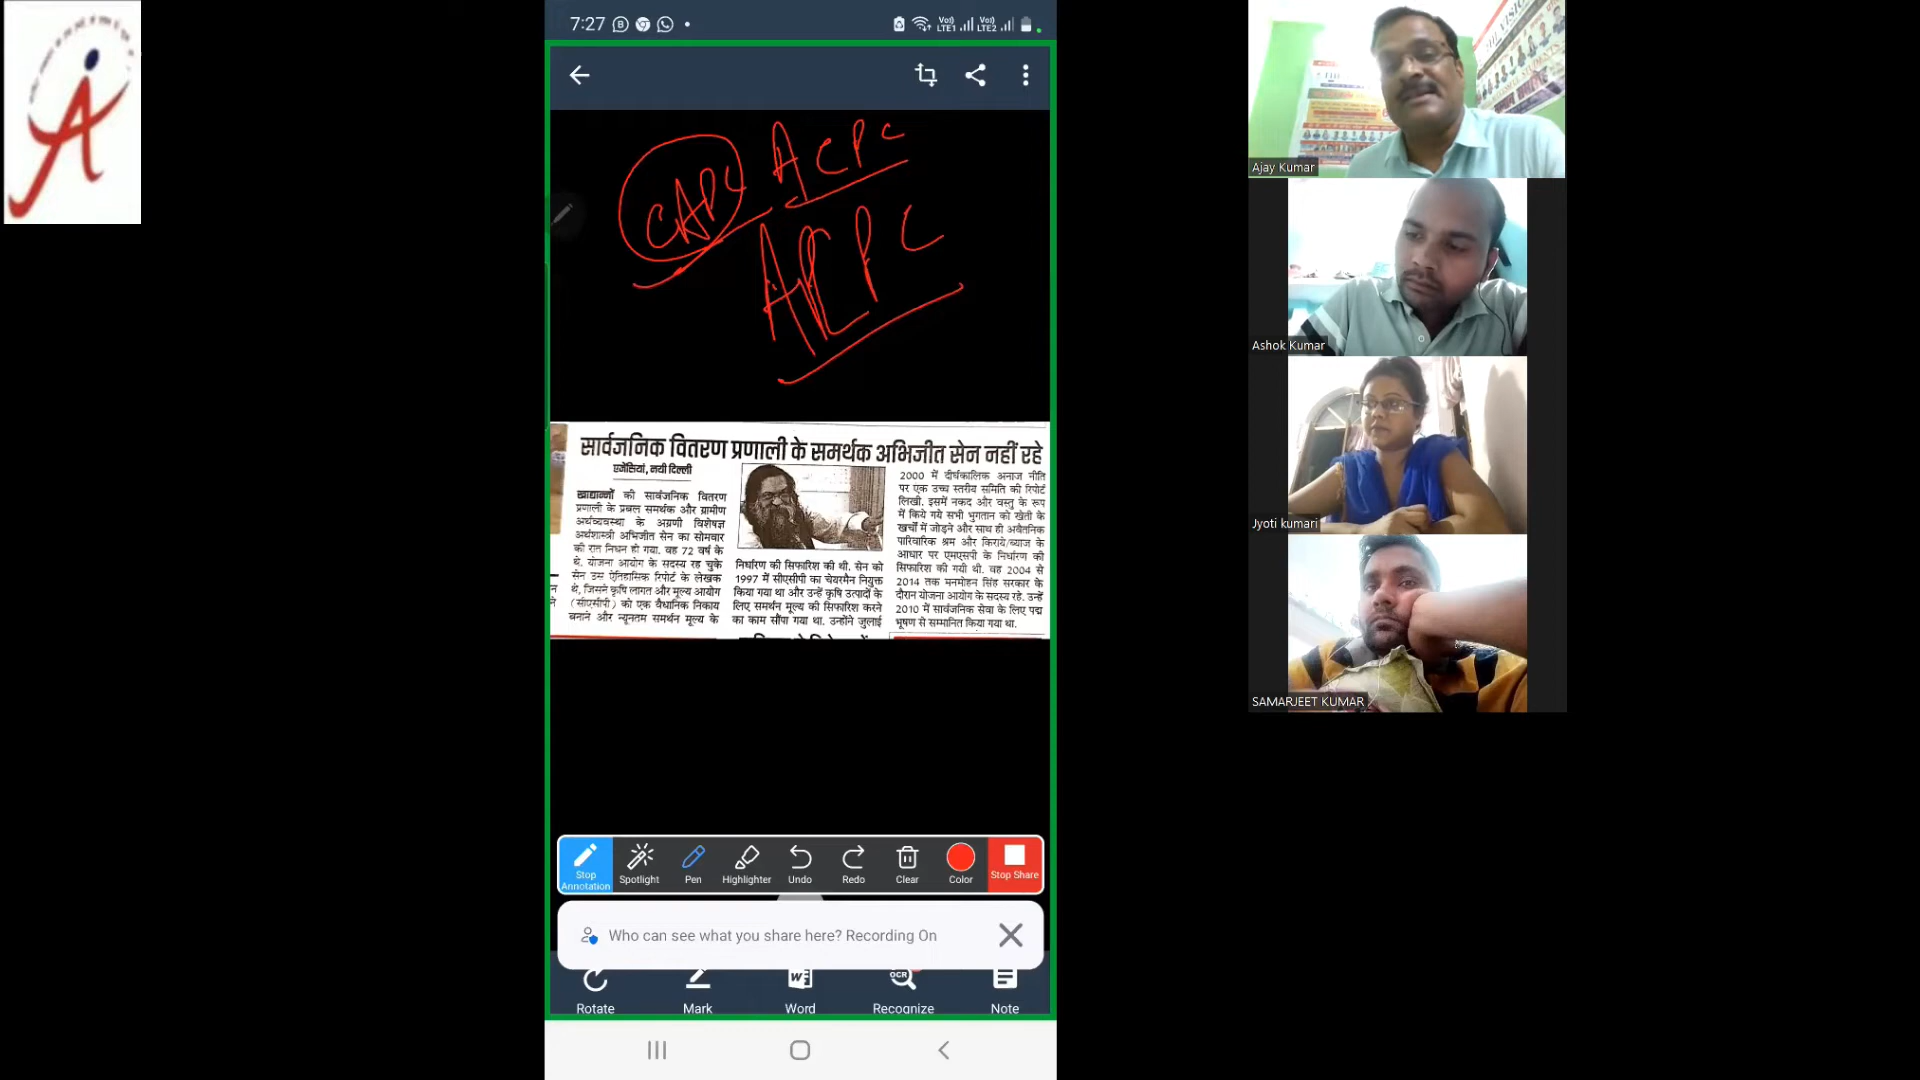 7:27
CAPC ACPC
APC
सार्वजनिक वितरण प्रणाली के समर्थक अभिजीत सेन नहीं रहे
एजेंसियां, नयी दिल्ली
खाद्यान्नों की सार्वजनिक वितरण
प्रणाली के प्रबल समर्थक और ग्रामीण
अर्थव्यवस्था के अग्रणी विशेषज्ञ
अर्थशास्त्री अभिजीत सेन का सोमवार
की रात निधन हो गया. वह 72 वर्ष के
थे. योजना आयोग के सदस्य रह चुके
सेन उस ऐतिहासिक रिपोर्ट के लेखक
थे, जिसने कृषि लागत और मूल्य आयोग
(सीएसीपी) को एक वैधानिक निकाय
बनाने और न्यूनतम समर्थन मूल्य के
निर्धारण की सिफारिश की थी. सेन को
1997 में सीएसीपी का चेयरमैन नियुक्त
किया गया था और उन्हें कृषि उत्पादों के
लिए समर्थन मूल्य की सिफारिश करने
का काम सौंपा गया था. उन्होंने जुलाई
2000 में दीर्घकालिक अनाज नीति
पर एक उच्च स्तरीय समिति की रिपोर्ट
लिखी. इसमें नकद और वस्तु के रूप
में किये गये सभी भुगतान को खेती के
खर्चों में जोड़ने और साथ ही अवैतनिक
पारिवारिक श्रम और किराये/ब्याज के
आधार पर एमएसपी के निर्धारण की
सिफारिश की गयी थी. वह 2004 से
2014 तक मनमोहन सिंह सरकार के
दौरान योजना आयोग के सदस्य रहे. उन्हें
2010 में सार्वजनिक सेवा के लिए पद्म
भूषण से सम्मानित किया गया था.
Stop Annotation Spotlight Pen Highlighter Undo Redo Clear Color Stop Share
Who can see what you share here? Recording On
Rotate Mark Word Recognize Note
Ajay Kumar
Ashok Kumar
Jyoti kumari
SAMARJEET KUMAR